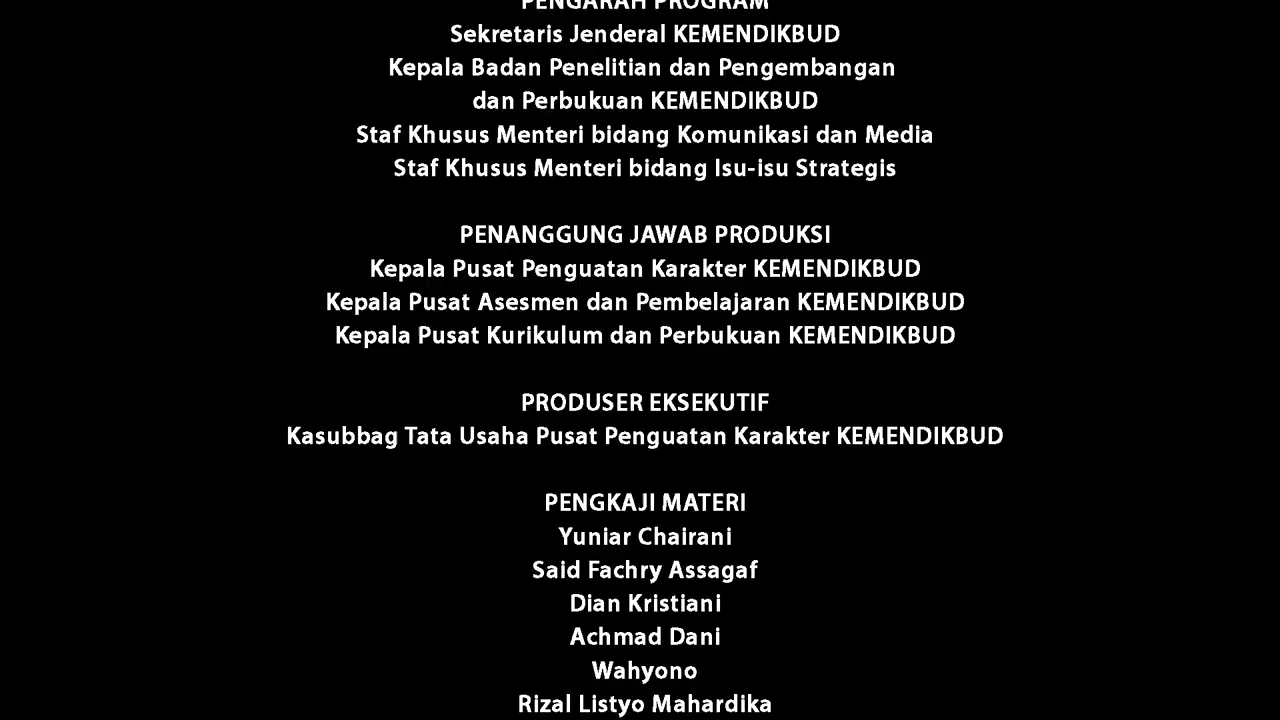 PENGARAH PROGRAM
Sekretaris Jenderal KEMENDIKBUD
Kepala Badan Penelitian dan Pengembangan
dan Perbukuan KEMENDIKBUD
Staf Khusus Menteri bidang Komunikasi dan Media
Staf Khusus Menteri bidang Isu-isu Strategis
PENANGGUNG JAWAB PRODUKSI
Kepala Pusat Penguatan Karakter KEMENDIKBUD
Kepala Pusat Asesmen dan Pembelajaran KEMENDIKBUD
Kepala Pusat Kurikulum dan Perbukuan KEMENDIKBUD
PRODUSER EKSEKUTIF
Kasubbag Tata Usaha Pusat Penguatan Karakter KEMENDIKBUD
PENGKAJI MATERI
Yuniar Chairani
Said Fachry Assagaf
Dian Kristiani
Achmad Dani
Wahyono
Rizal Listyo Mahardika